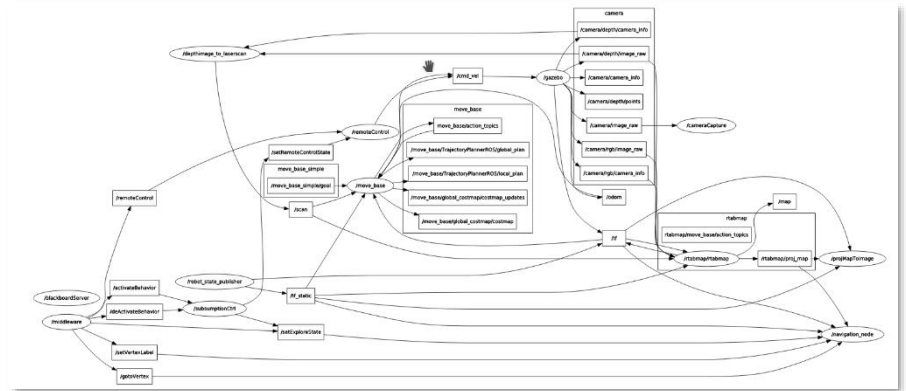 camera
/camera/depth/camera_info
/depthimage_to_laserscan
/camera/depth/image_raw
/cmd_vel
/gazebo
/camera/camera_info
/camera/depth/points
move_base
/camera/image_raw
/cameraCapture
move_base/action_topics
/remoteControl
/setRemoteControlState
/move_base/TrajectoryPlannerROS/global_plan
/camera/rgb/image_raw
move_base_simple
/move_base/TrajectoryPlannerROS/local_plan
/camera/rgb/camera_info
move_base_simple/goal
/move_base
/remoteControl
/move_base/global_costmap/costmap_updates
/odom
/map
/scan
/move_base/global_costmap/costmap
rtabmap
rtabmap/move_base/action_topics
/tf
/rtabmap/rtabmap
/rtabmap/proj_map
/projMapToImage
/robot_state_publisher
/activateBehavior
/tf_static
/blackboardServer
/deActivateBehavior
/subsumptionCtrl
/middleware
/setExploreState
/navigation_node
/setVertexLabel
/gotoVertex